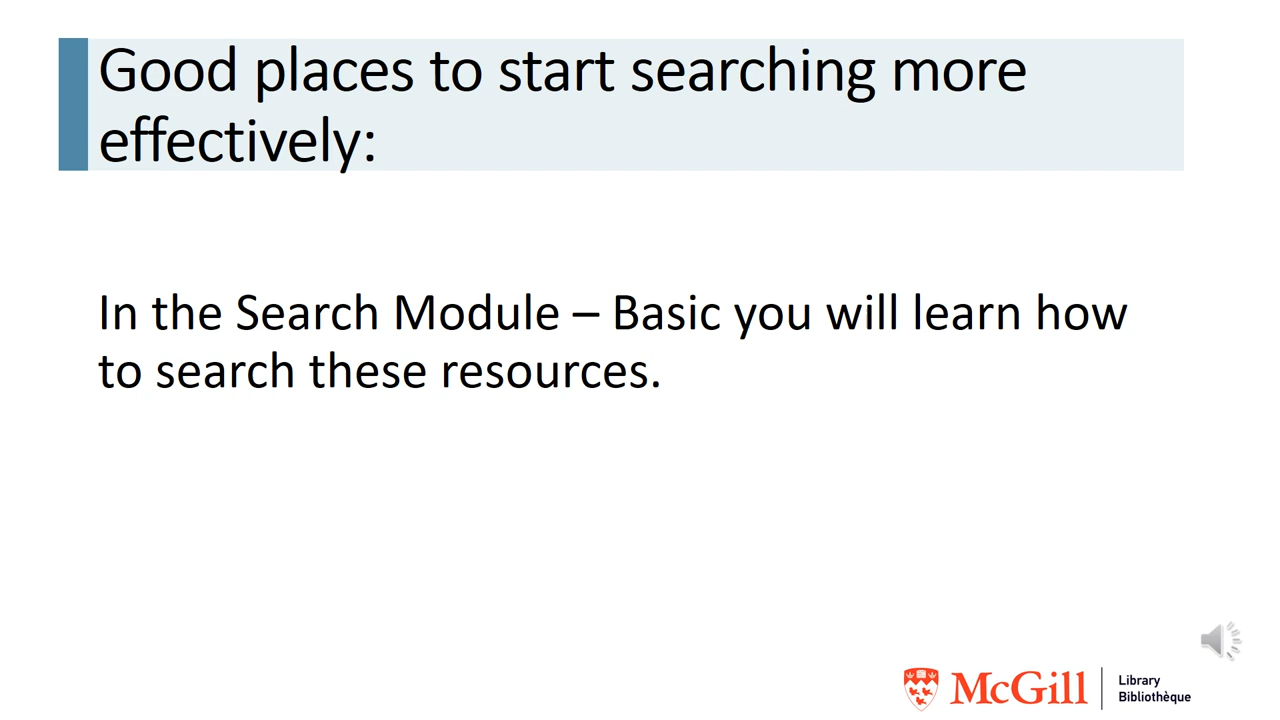 Good places to start searching more
effectively:
In the Search Module – Basic you will learn how
to search these resources.
McGill
Library
Bibliothèque